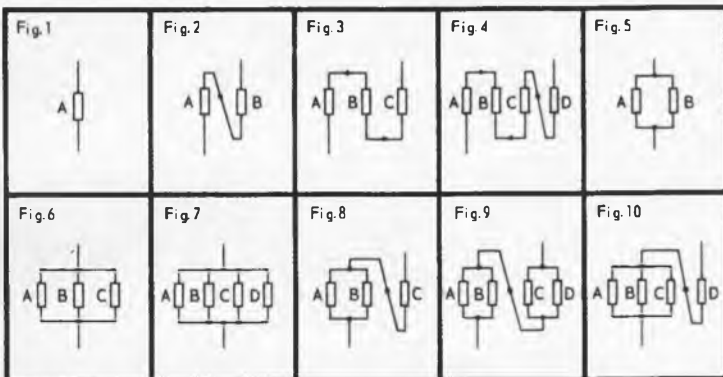 Fig.1
Fig.2
Fig.3
Fig.4
Fig.5
A
A B
A B C
A B C D
A B
Fig.6
Fig.7
Fig.8
Fig.9
Fig.10
A B C
A B C D
A B C
A B C D
A B C D